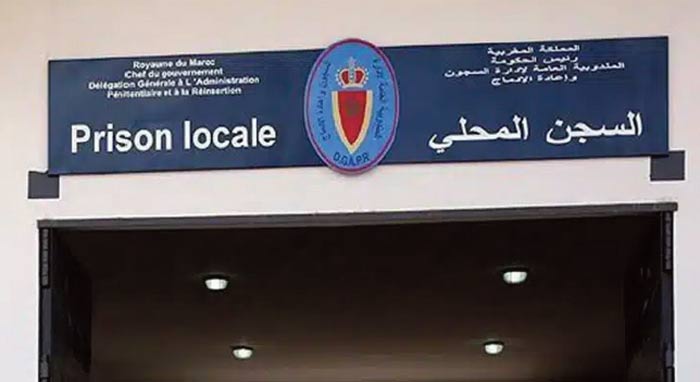 Royaume du Maroc
Chef du gouvernement
Délégation Générale à L'Administration
Pénitentiaire et à la Réinsertion
Prison locale
D.G.A.P.R
المملكة المغربية
رئيس الحكومة
المندوبية العامة لإدارة السجون
وإعادة الإدماج
السجن المحلي